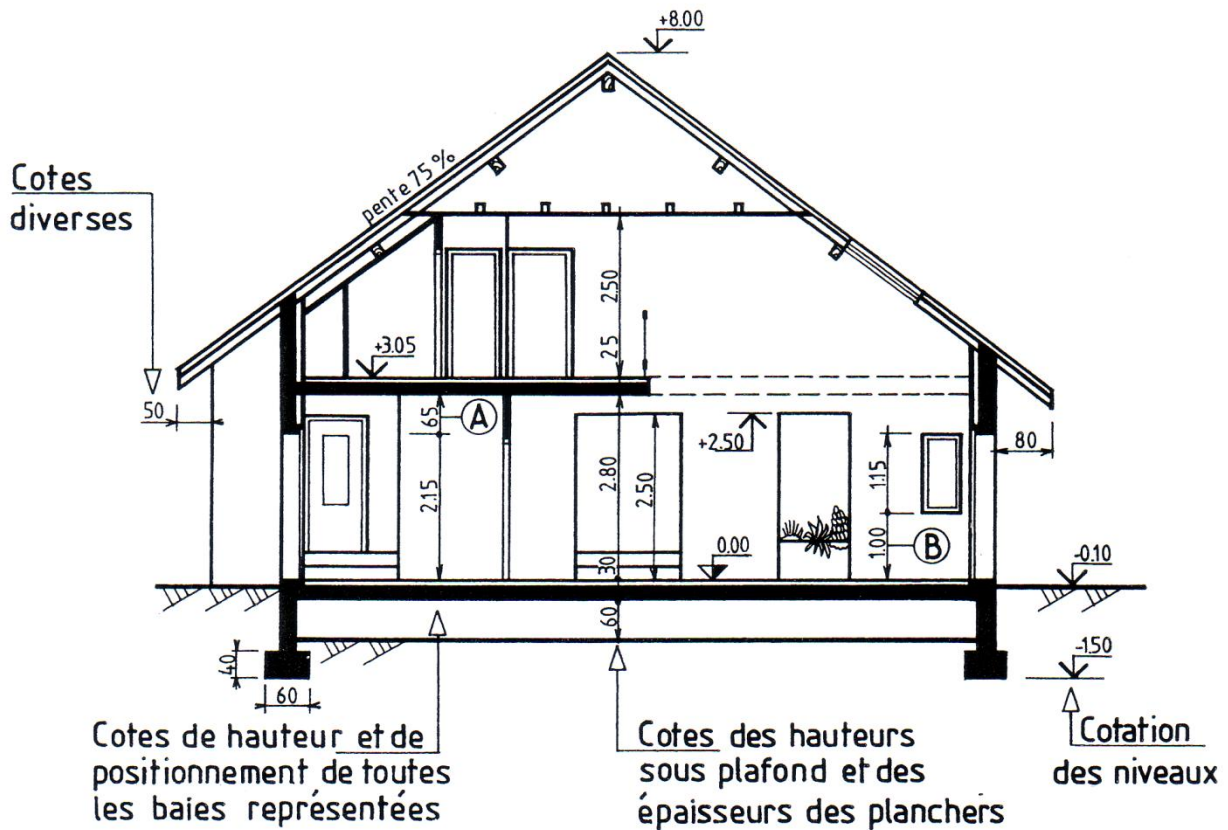 +8.00
Cotes
diverses
pente 75 %
2.50
25
+3.05
50
65
A
+2.50
80
2.15
2.80
2.50
1.15
1.00
B
0.00
30
-0.10
60
40
60
-1.50
Cotes de hauteur et de
positionnement de toutes
les baies représentées
Cotes des hauteurs
sous plafond et des
épaisseurs des planchers
Cotation
des niveaux